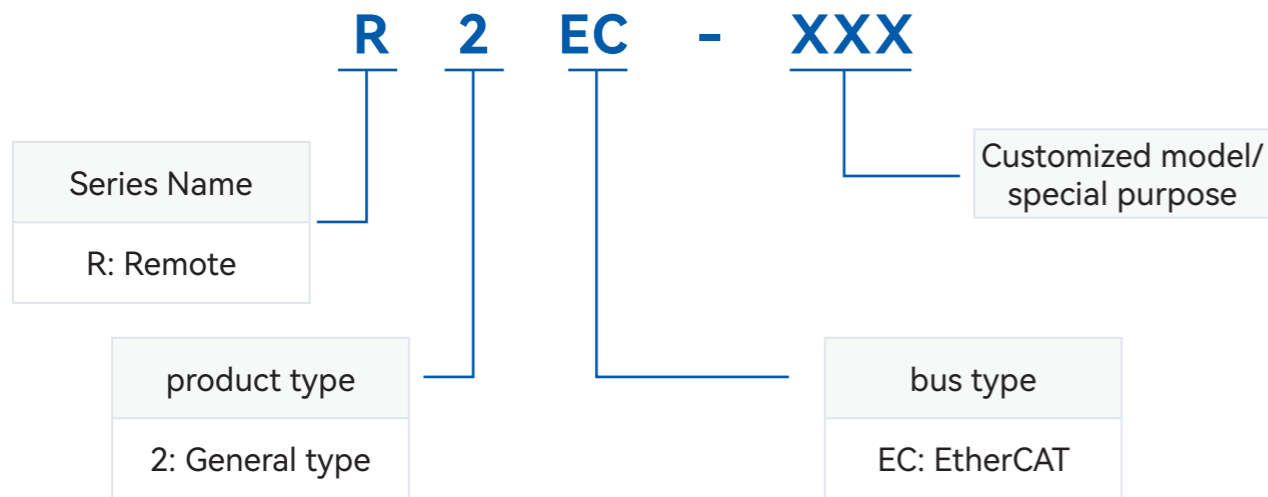 R 2 EC - XXX
Customized model/
special purpose
Series Name
R: Remote
product type
2: General type
bus type
EC: EtherCAT